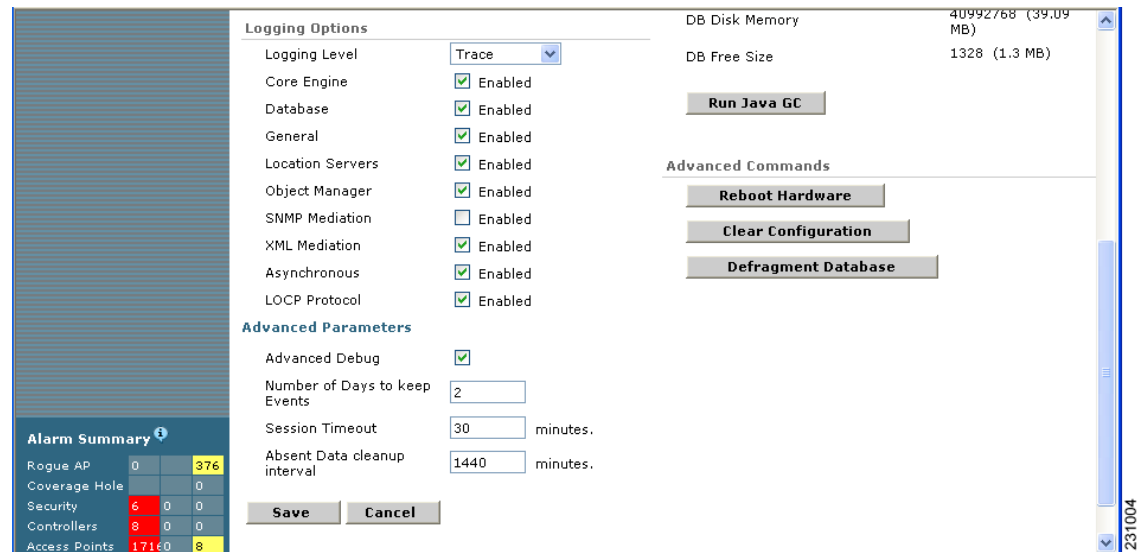 Logging Options
Logging Level Trace
Core Engine Enabled
Database Enabled
General Enabled
Location Servers Enabled
Object Manager Enabled
SNMP Mediation Enabled
XML Mediation Enabled
Asynchronous Enabled
LOCP Protocol Enabled
Advanced Parameters
Advanced Debug
Number of Days to keep
Events
2
Session Timeout 30 minutes.
Absent Data cleanup
interval
1440 minutes.
Save Cancel
DB Disk Memory
40992768 (39.09
MB)
DB Free Size 1328 (1.3 MB)
Run Java GC
Advanced Commands
Reboot Hardware
Clear Configuration
Defragment Database
Alarm Summary
Rogue AP 0 376
Coverage Hole 0
Security 6 0 0
Controllers 8 0 0
Access Points 0 8
231004